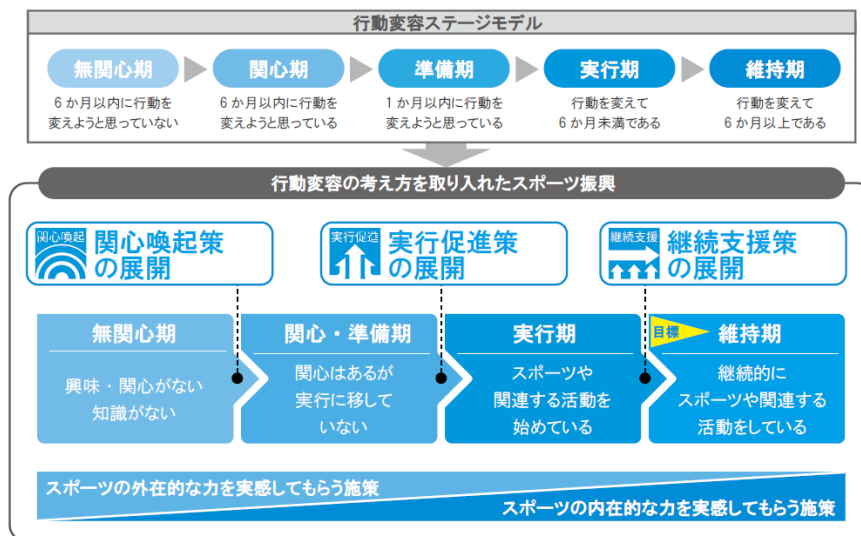 行動変容ステージモデル
無関心期
関心期
準備期
実行期
維持期
6か月以内に行動を
変えようと思っていない
6か月以内に行動を
変えようと思っている
1か月以内に行動を
変えようと思っている
行動を変えて
6か月未満である
行動を変えて
6か月以上である
行動変容の考え方を取り入れたスポーツ振興
関心喚起
関心喚起策
の展開
実行促進
実行促進策
の展開
継続支援
継続支援策
の展開
無関心期
興味・関心がない
知識がない
関心・準備期
関心はあるが
実行に移して
いない
実行期
スポーツや
関連する活動を
始めている
目標
維持期
継続的に
スポーツや関連する
活動をしている
スポーツの外在的な力を実感してもらう施策
スポーツの内在的な力を実感してもらう施策